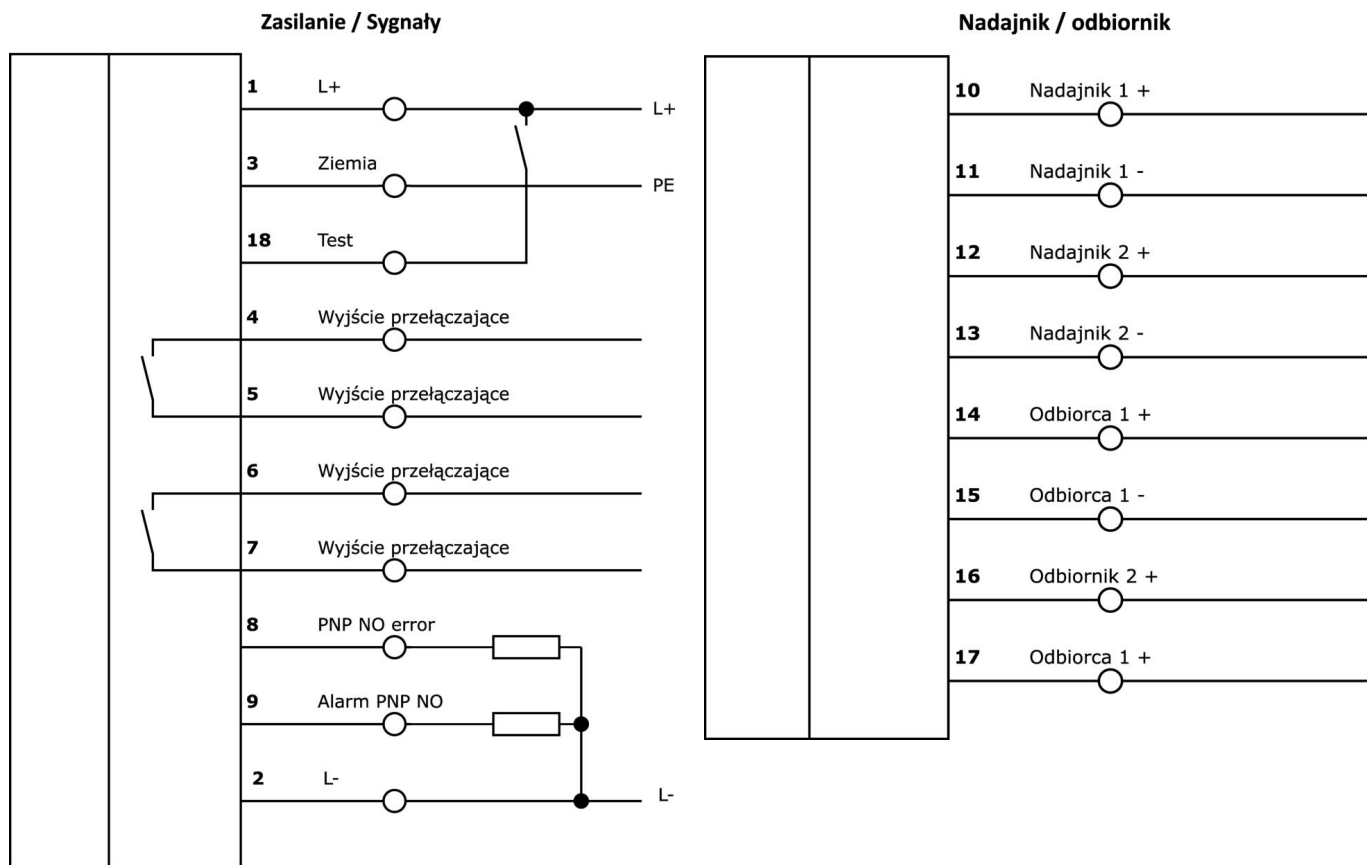 Zasilanie / Sygnały
1 L+
L+
3 Ziemia
PE
18 Test
4 Wyjście przełączające
5 Wyjście przełączające
6 Wyjście przełączające
7 Wyjście przełączające
8 PNP NO error
9 Alarm PNP NO
2 L-
L-
Nadajnik / odbiornik
10 Nadajnik 1 +
11 Nadajnik 1 -
12 Nadajnik 2 +
13 Nadajnik 2 -
14 Odbiorca 1 +
15 Odbiorca 1 -
16 Odbiornik 2 +
17 Odbiorca 1 +